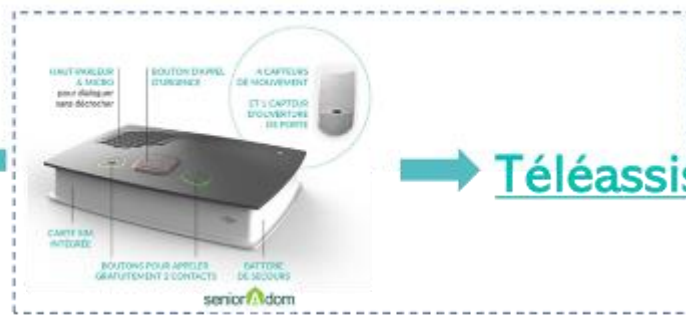 HAUT-PARLEUR
& MICRO
pour dialoguer
sans décrocher
BOUTON D'APPEL
D'URGENCE
4 CAPTEURS
DE MOUVEMENT
ET 1 CAPTEUR
D'OUVERTURE
DE PORTE
Téléassis
CARTE SIM
INTÉGRÉE
BOUTONS POUR APPELER
GRATUITEMENT 2 CONTACTS
BATTERIE
DE SECOURS
seniorAdom